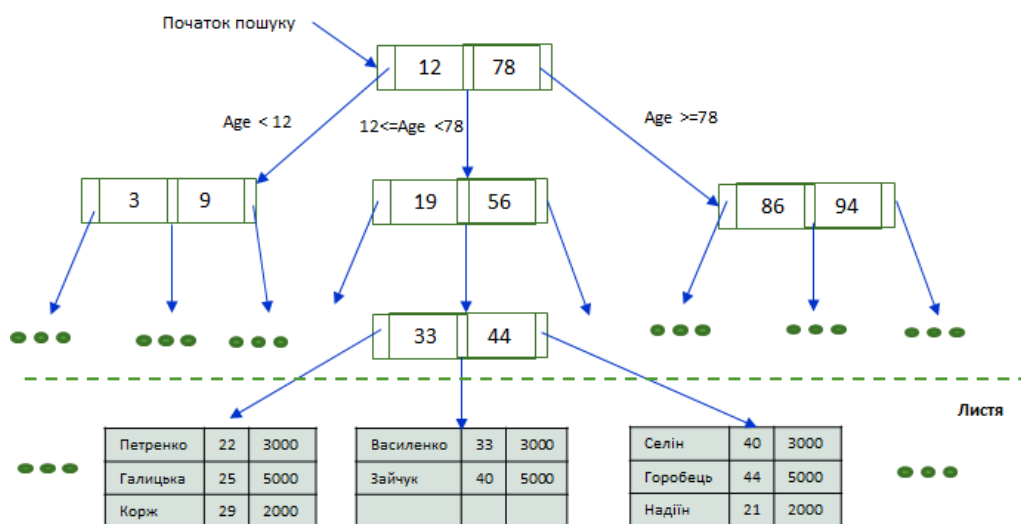 Початок пошуку
12 78
Age < 12
12<=Age <78
Age >=78
3 9
19 56
86 94
33 44
Листя
Петренко 22 3000
Галицька 25 5000
Корж 29 2000
Василенко 33 3000
Зайчук 40 5000
Селін 40 3000
Горобець 44 5000
Надіїн 21 2000